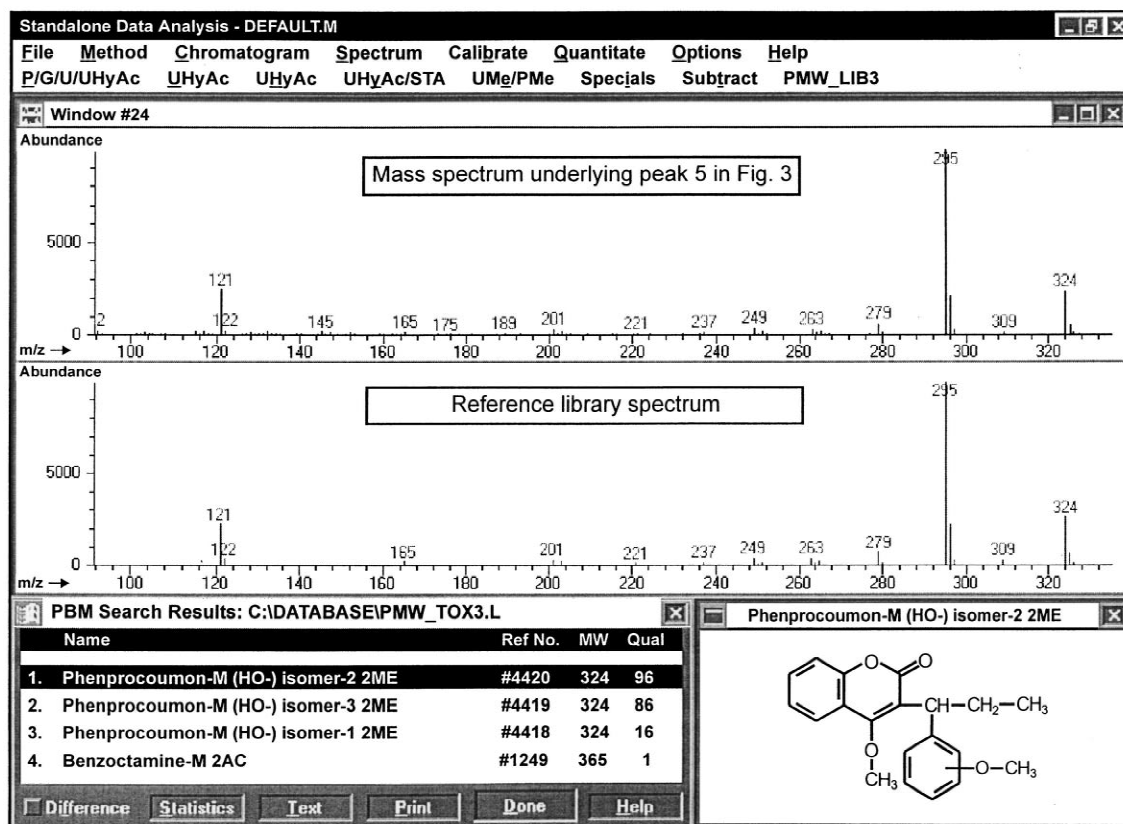 Standalone Data Analysis - DEFAULT.M
File Method Chromatogram Spectrum Calibrate Quantitate Options Help
P/G/U/UHyAc UHyAc UHyAc UHyAc/STA UMe/PMe Specials Subtract PMW_LIB3
Window #24
Abundance
Mass spectrum underlying peak 5 in Fig. 3
295
5000
121
324
2 122 145 165 175 189 201 221 237 249 263 279 309
0
m/z → 100 120 140 160 180 200 220 240 260 280 300 320
Abundance
Reference library spectrum
295
5000
121
324
122 165 201 221 237 249 263 279 309
0
m/z → 100 120 140 160 180 200 220 240 260 280 300 320
PBM Search Results: C:\DATABASE\PMW_TOX3.L
Name Ref No. MW Qual
1. Phenprocoumon-M (HO-) isomer-2 2ME #4420 324 96
2. Phenprocoumon-M (HO-) isomer-3 2ME #4419 324 86
3. Phenprocoumon-M (HO-) isomer-1 2ME #4418 324 16
4. Benzoctamine-M 2AC #1249 365 1
Difference Statistics Text Print Done Help
Phenprocoumon-M (HO-) isomer-2 2ME
O O
CH—CH₂—CH₃
O
CH₃
O—CH₃